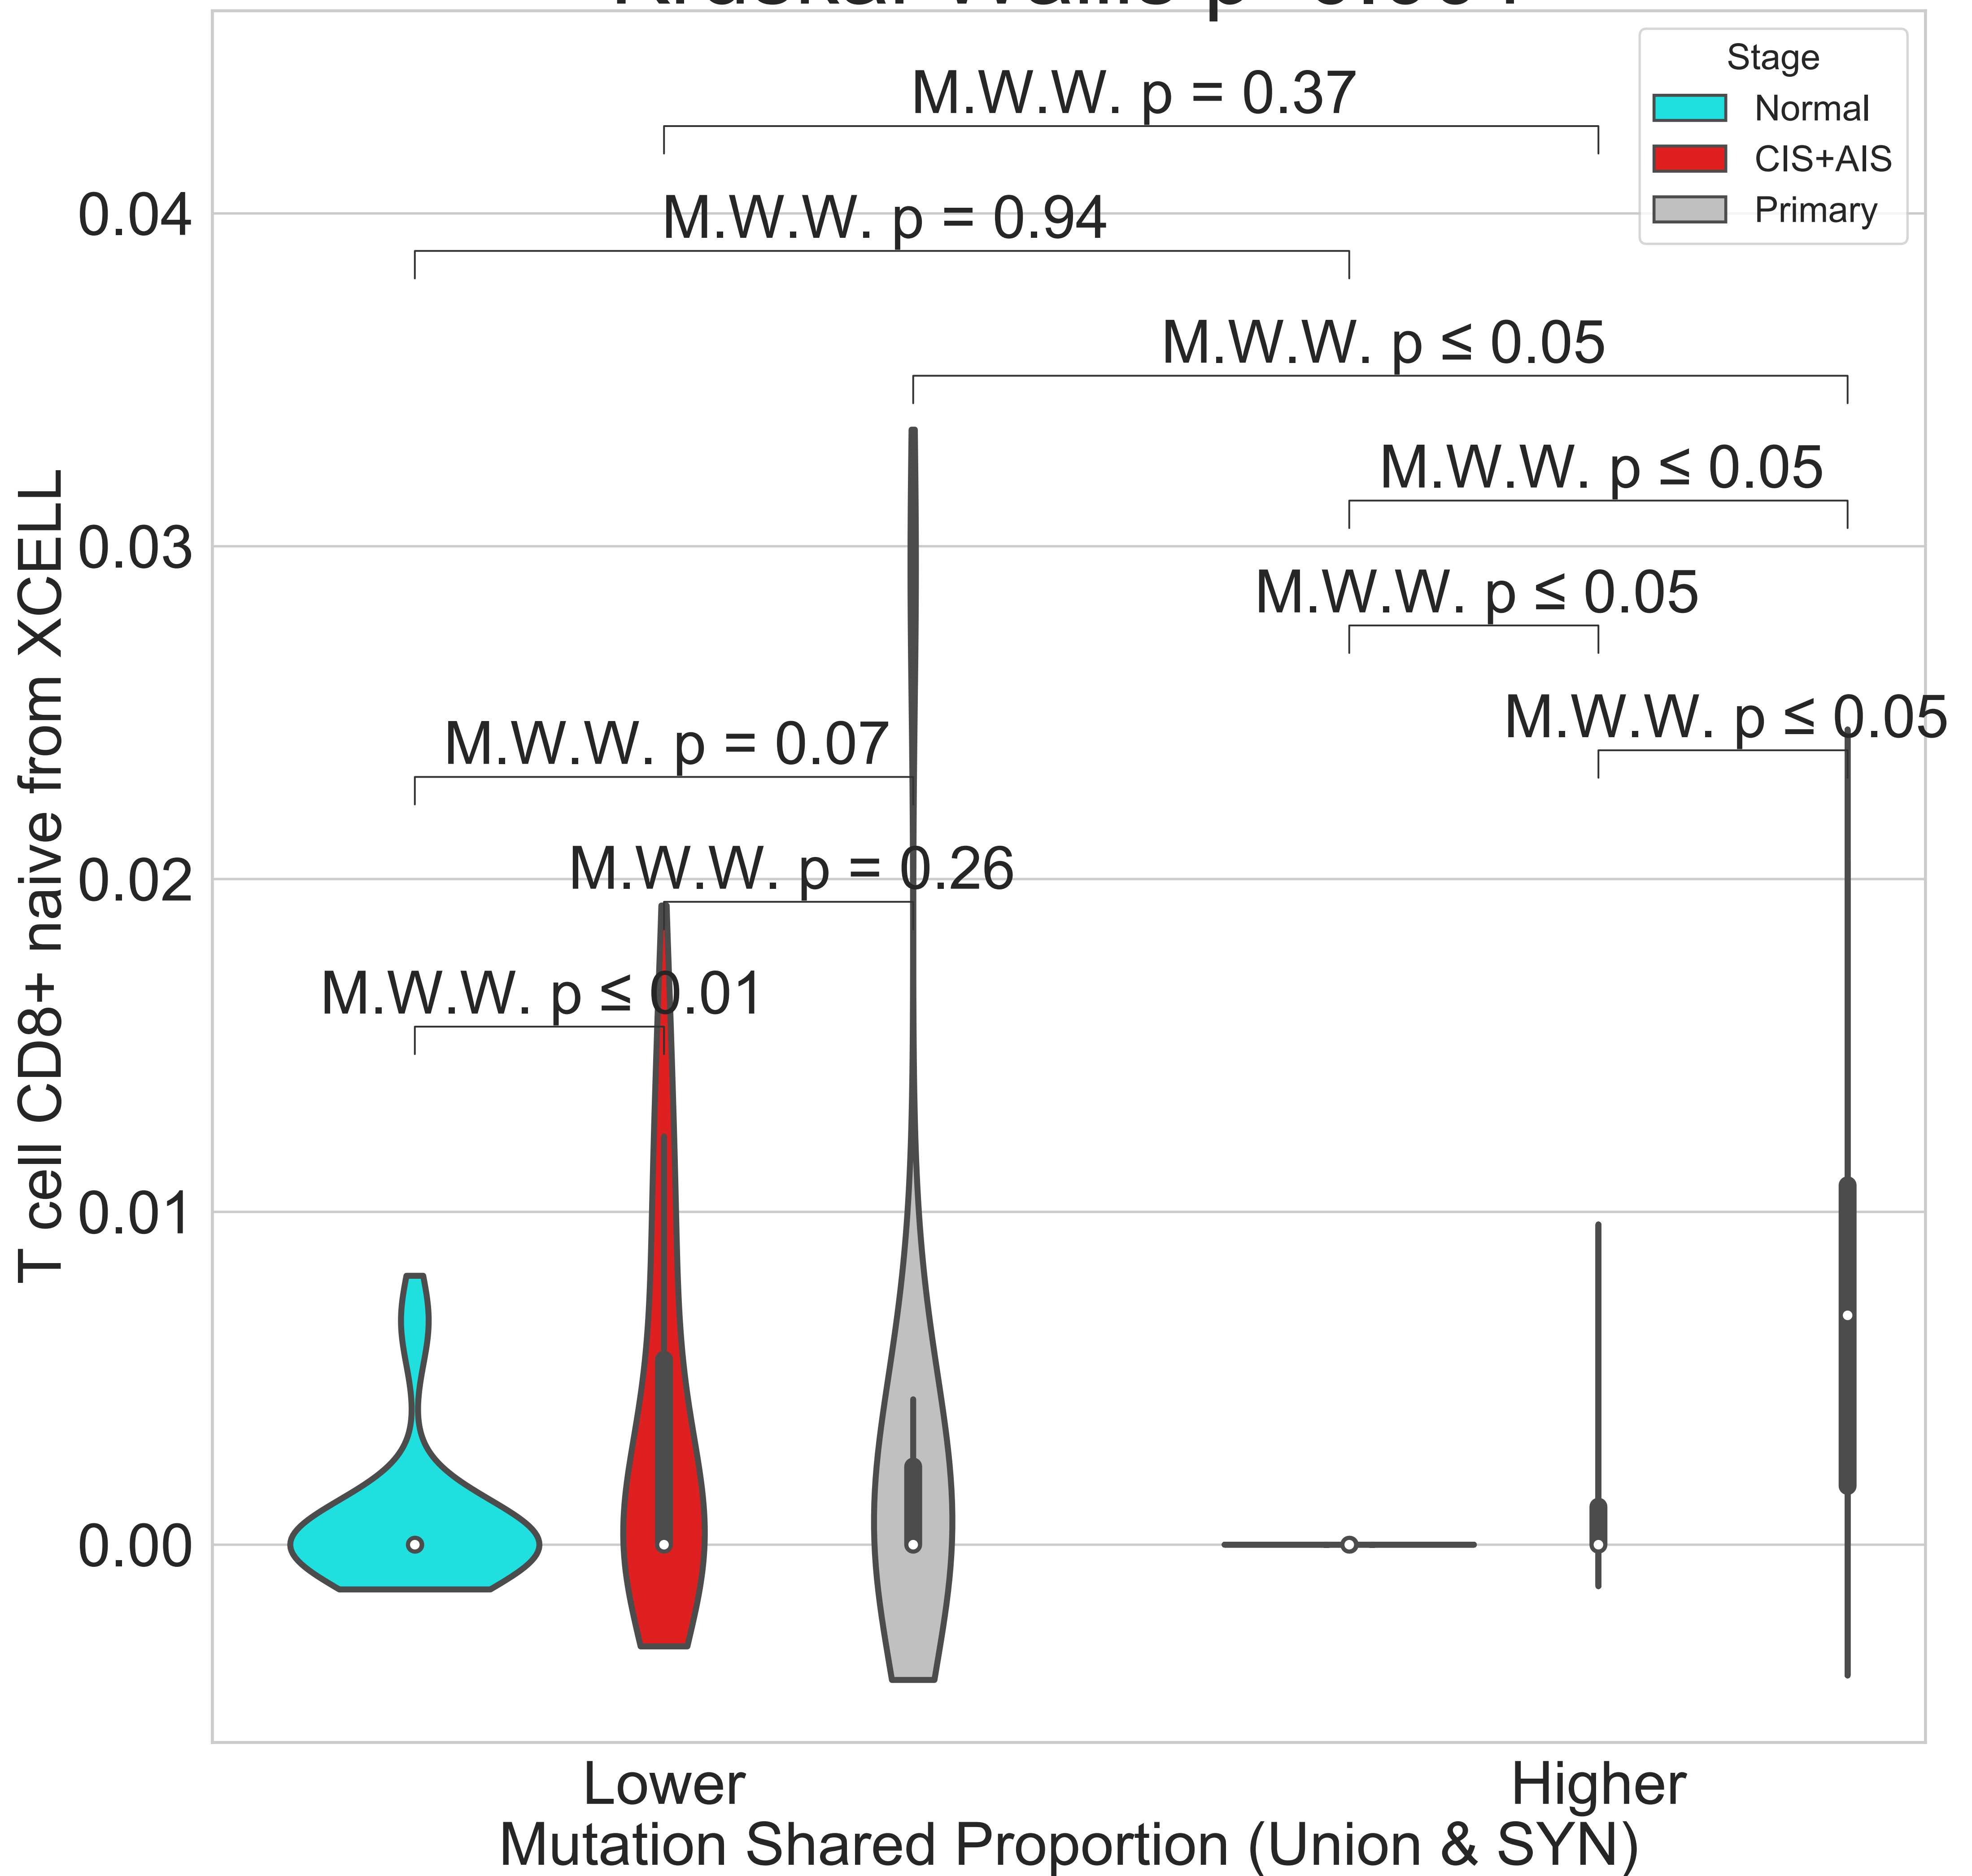 Stage
Normal
CIS+AIS
Primary
M.W.W. p = 0.37
M.W.W. p = 0.94
M.W.W. p ≤ 0.05
M.W.W. p ≤ 0.05
M.W.W. p ≤ 0.05
M.W.W. p ≤ 0.05
M.W.W. p = 0.07
M.W.W. p = 0.26
M.W.W. p ≤ 0.01
0.04
0.03
0.02
0.01
0.00
T cell CD8+ naive from XCELL
Lower
Higher
Mutation Shared Proportion (Union & SYN)